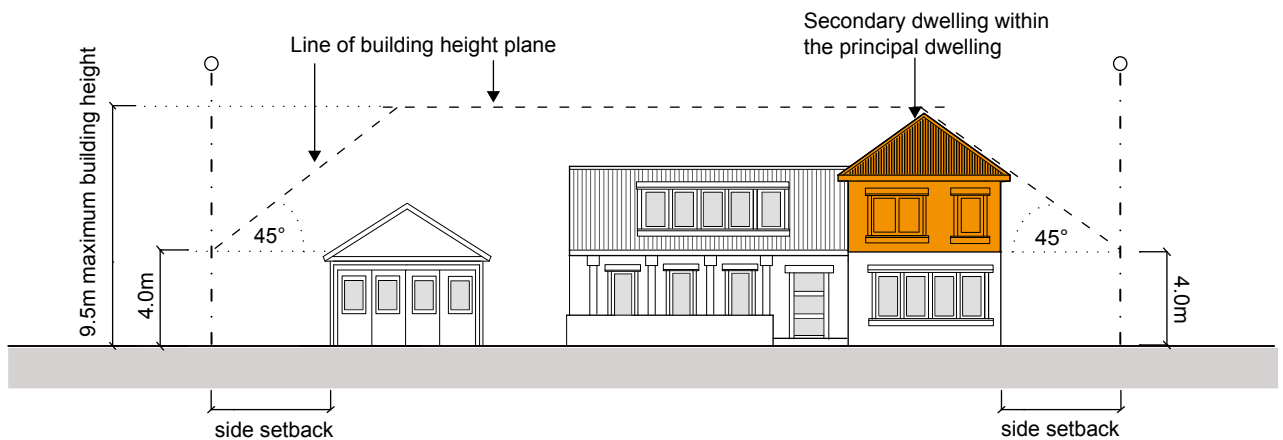 Secondary dwelling within
the principal dwelling
Line of building height plane
9.5m maximum building height
4.0m
45°
45°
4.0m
side setback
side setback